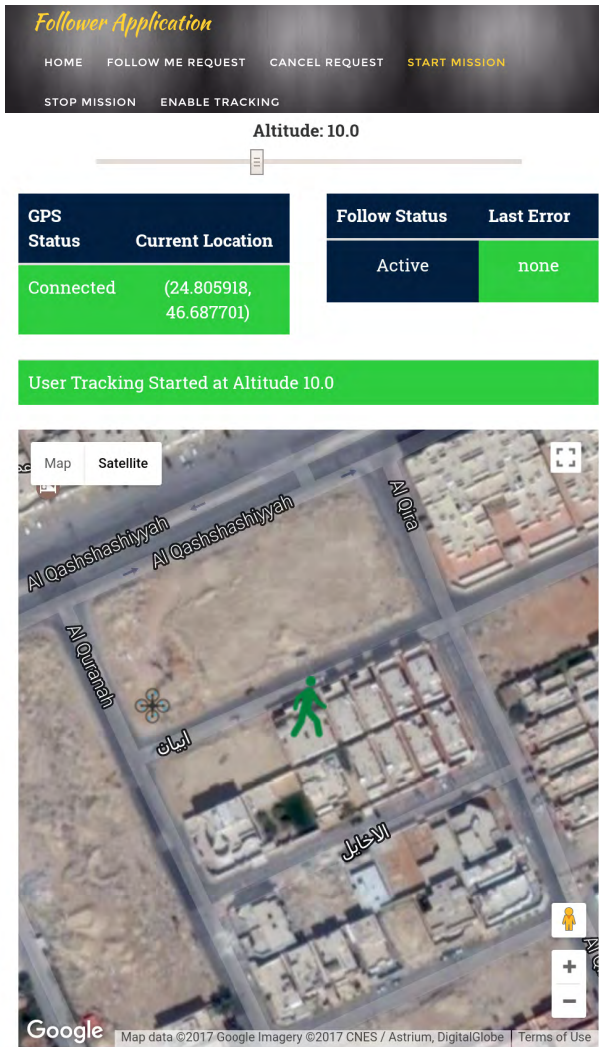 Follower Application
HOME FOLLOW ME REQUEST CANCEL REQUEST START MISSION
STOP MISSION ENABLE TRACKING
Altitude: 10.0
GPS Status Current Location
Connected (24.805918, 46.687701)
Follow Status Last Error
Active none
User Tracking Started at Altitude 10.0
Map Satellite
Al Qashshashiyyah
Al Qashshashiyyah
Al Qira
Al Quranah
ابيان
الاخايل
Google
Map data ©2017 Google Imagery ©2017 CNES / Astrium, DigitalGlobe Terms of Use